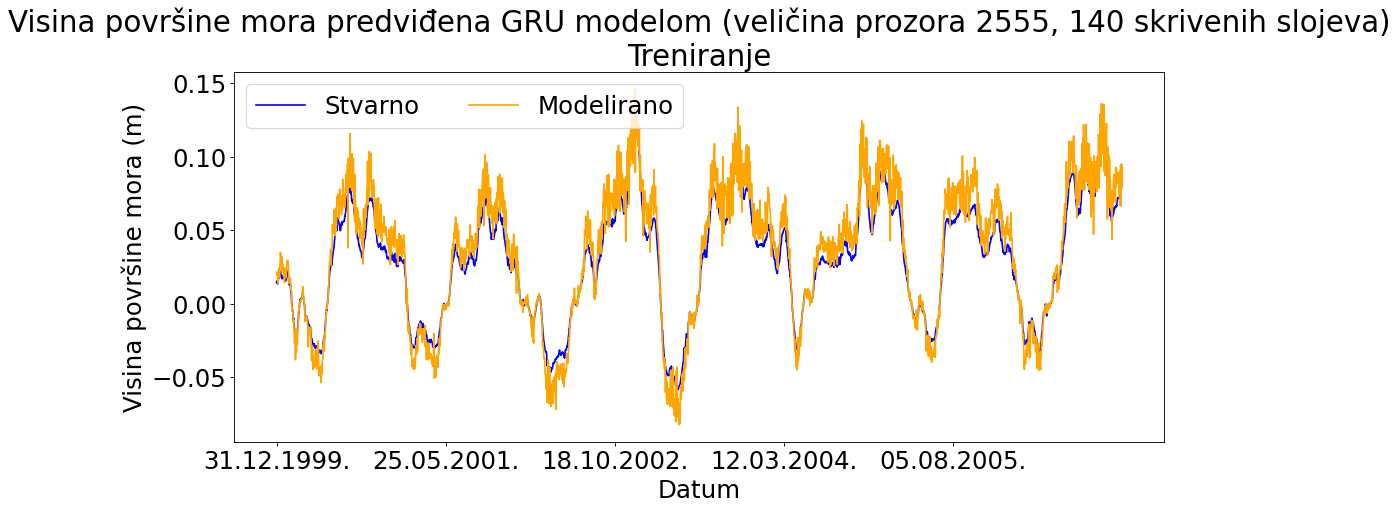 Visina površine mora predviđena GRU modelom (veličina prozora 2555, 140 skrivenih slojeva)
Treniranje
Stvarno
Modelirano
Visina površine mora (m)
0.15
0.10
0.05
0.00
−0.05
31.12.1999.
25.05.2001.
18.10.2002.
12.03.2004.
05.08.2005.
Datum